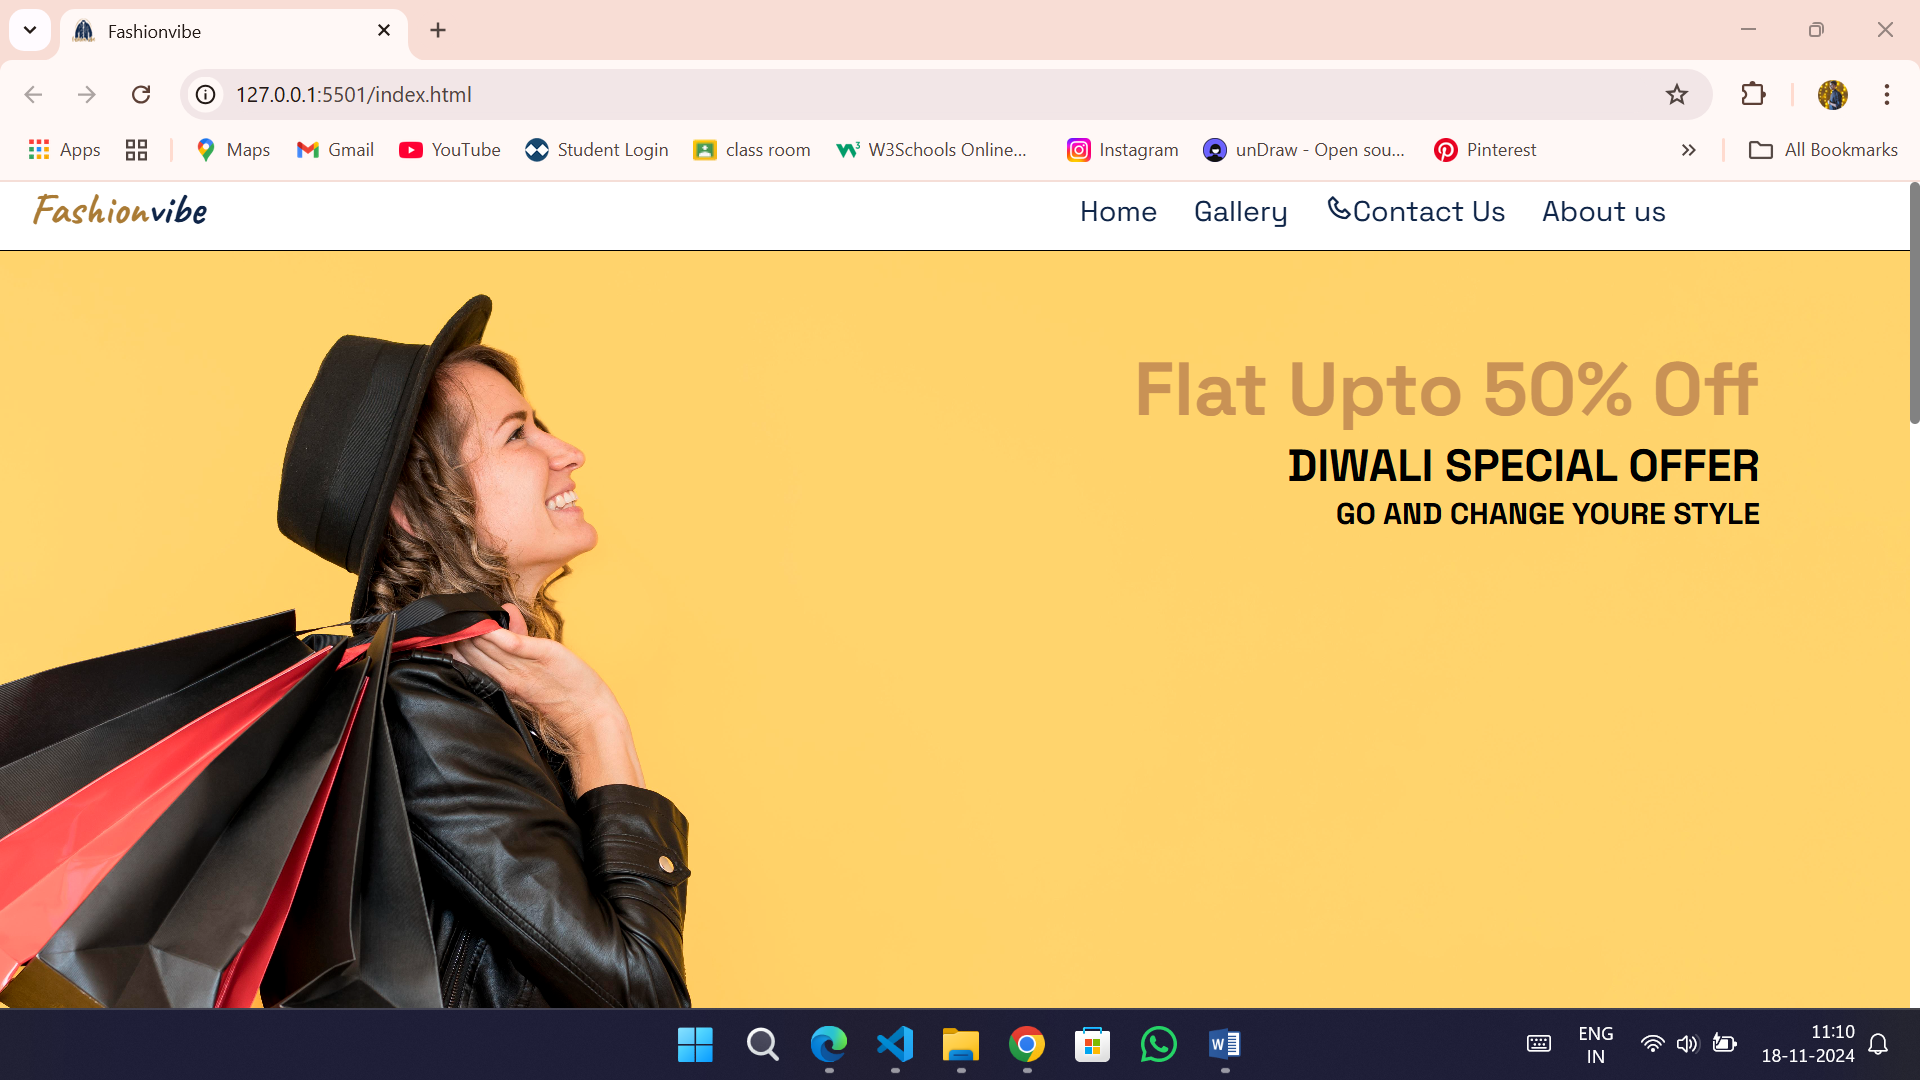 Fashionvibe
127.0.0.1:5501/index.html
Apps
Maps
Gmail
YouTube
Student Login
class room
W3Schools Online...
Instagram
unDraw - Open sou...
Pinterest
All Bookmarks
Fashionvibe
Home
Gallery
Contact Us
About us
Flat Upto 50% Off
DIWALI SPECIAL OFFER
GO AND CHANGE YOURE STYLE
ENG
IN
11:10
18-11-2024